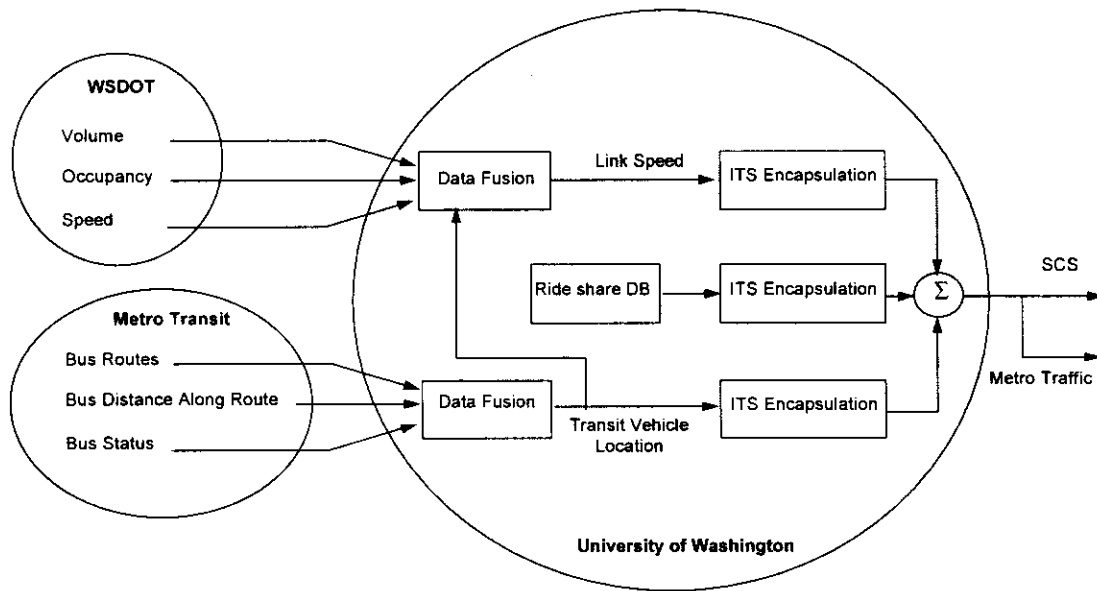 WSDOT
Volume
Occupancy
Speed
Data Fusion
Link Speed
ITS Encapsulation
Ride share DB
ITS Encapsulation
Σ
SCS
Metro Traffic
Metro Transit
Bus Routes
Bus Distance Along Route
Bus Status
Data Fusion
Transit Vehicle
Location
ITS Encapsulation
University of Washington